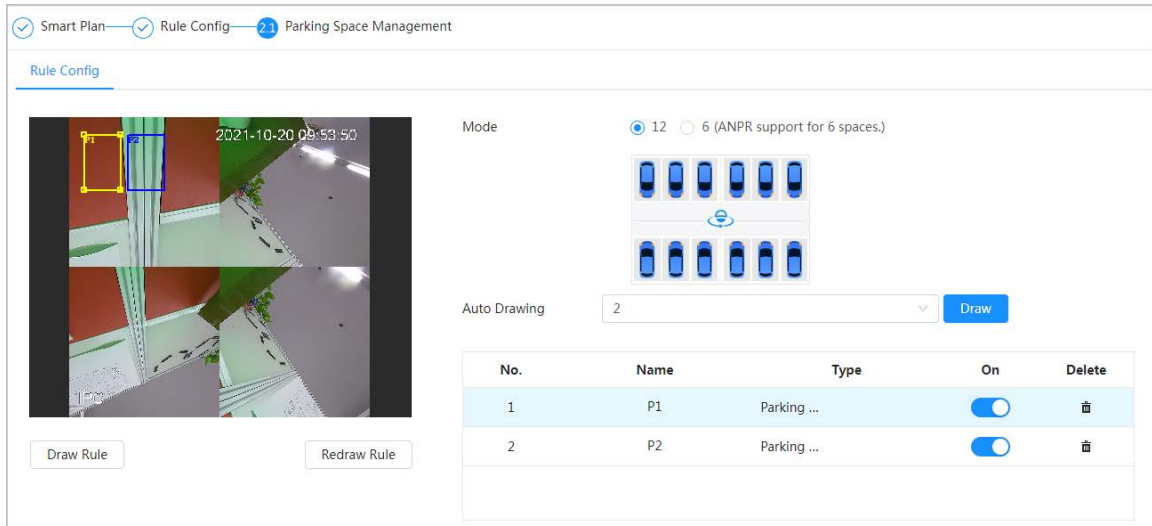 Smart Plan Rule Config 2.1 Parking Space Management
Rule Config
P1 P2 2021-10-20 09:53:50
IPC
Draw Rule Redraw Rule
Mode 12 6 (ANPR support for 6 spaces.)
Auto Drawing 2 Draw
No. Name Type On Delete
1 P1 Parking ...
2 P2 Parking ...